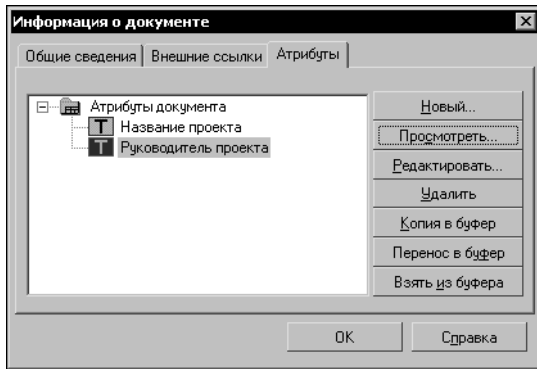 Информация о документе
Общие сведения Внешние ссылки Атрибуты
Атрибуты документа
Название проекта
Руководитель проекта
Новый...
Просмотреть...
Редактировать...
Удалить
Копия в буфер
Перенос в буфер
Взять из буфера
OK Справка